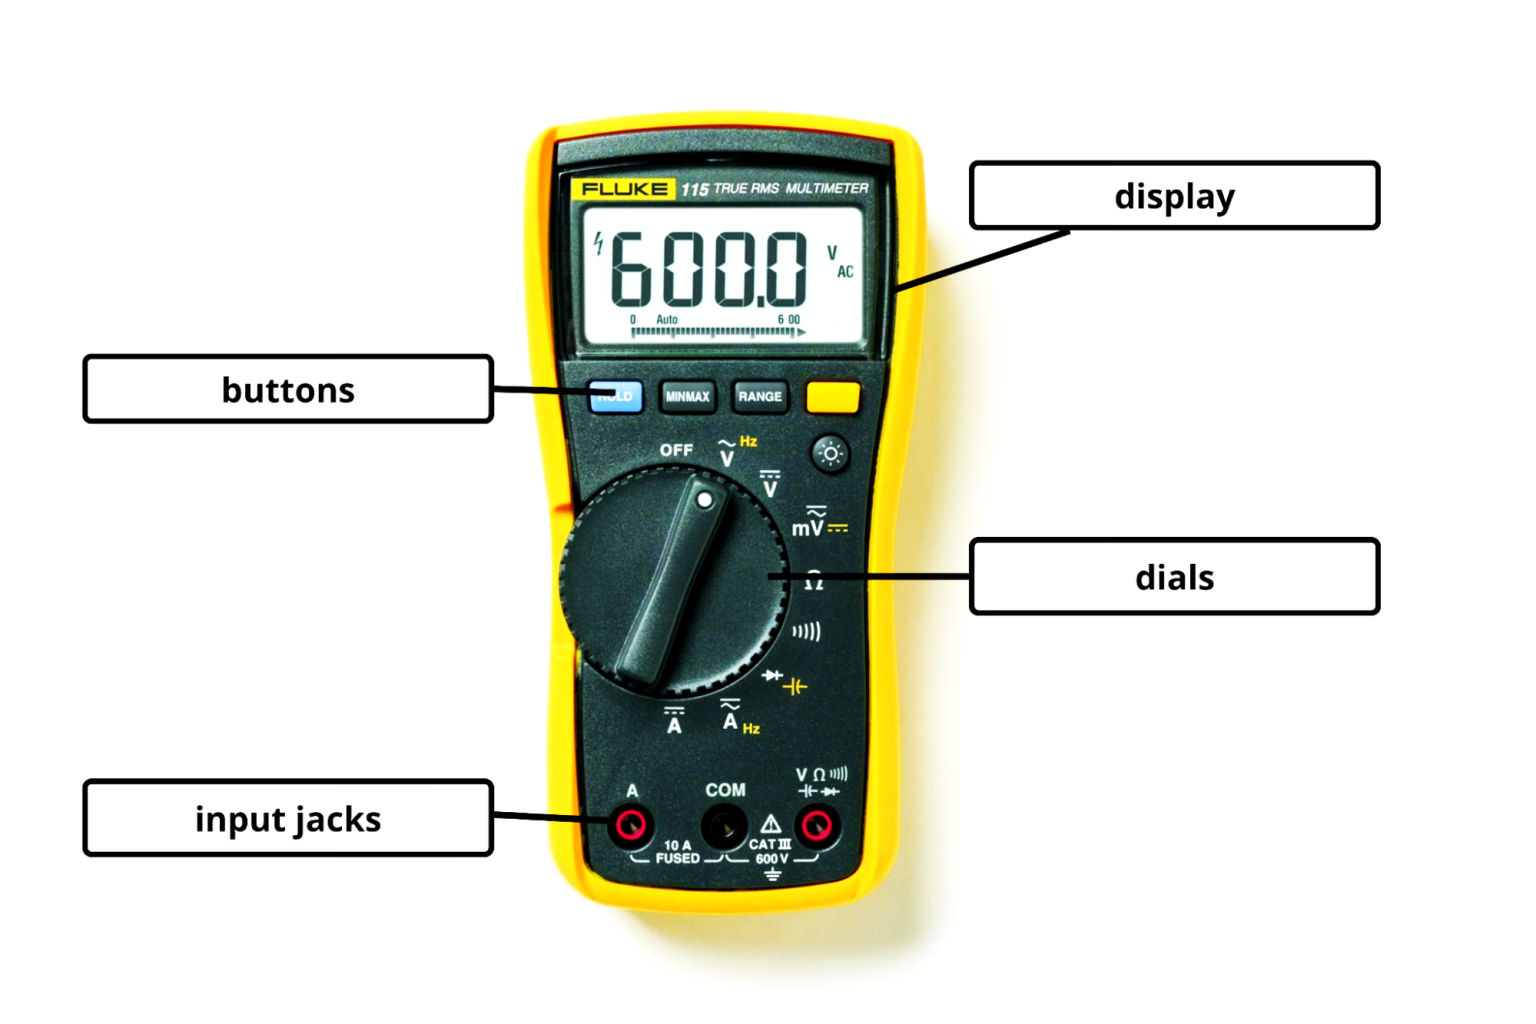 FLUKE 115 TRUE RMS MULTIMETER
display
600.0 V AC
0 Auto 6 00
buttons
HOLD MINMAX RANGE
OFF V Hz
V
mV
dials
Ω
A
A Hz
input jacks
A COM V Ω
10 A FUSED
CAT III 600 V